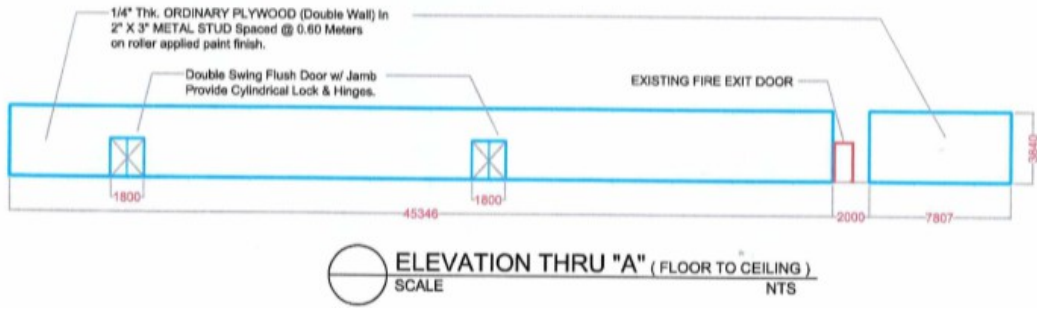 1/4" Thk. ORDINARY PLYWOOD (Double Wall) In
2" X 3" METAL STUD Spaced @ 0.60 Meters
on roller applied paint finish.
Double Swing Flush Door w/ Jamb
Provide Cylindrical Lock & Hinges.
EXISTING FIRE EXIT DOOR
3840
1800
1800
45346
2000
7807
ELEVATION THRU "A" ( FLOOR TO CEILING )
SCALE NTS